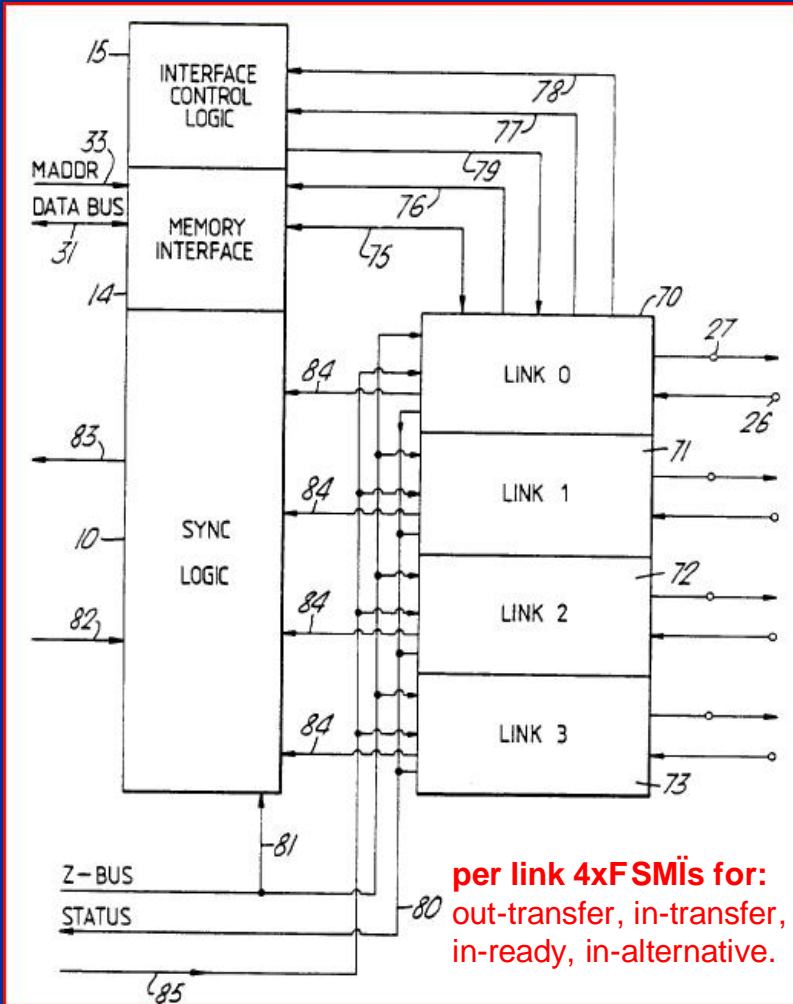 15
INTERFACE
CONTROL
LOGIC
78
77
79
33
MADDR
76
DATA BUS
31
MEMORY
INTERFACE
75
14
70
27
LINK 0
84
26
83
71
84
LINK 1
10
SYNC
LOGIC
72
84
LINK 2
82
84
LINK 3
73
81
Z-BUS
STATUS
80
85
per link 4xFSMÏs for:
out-transfer, in-transfer,
in-ready, in-alternative.